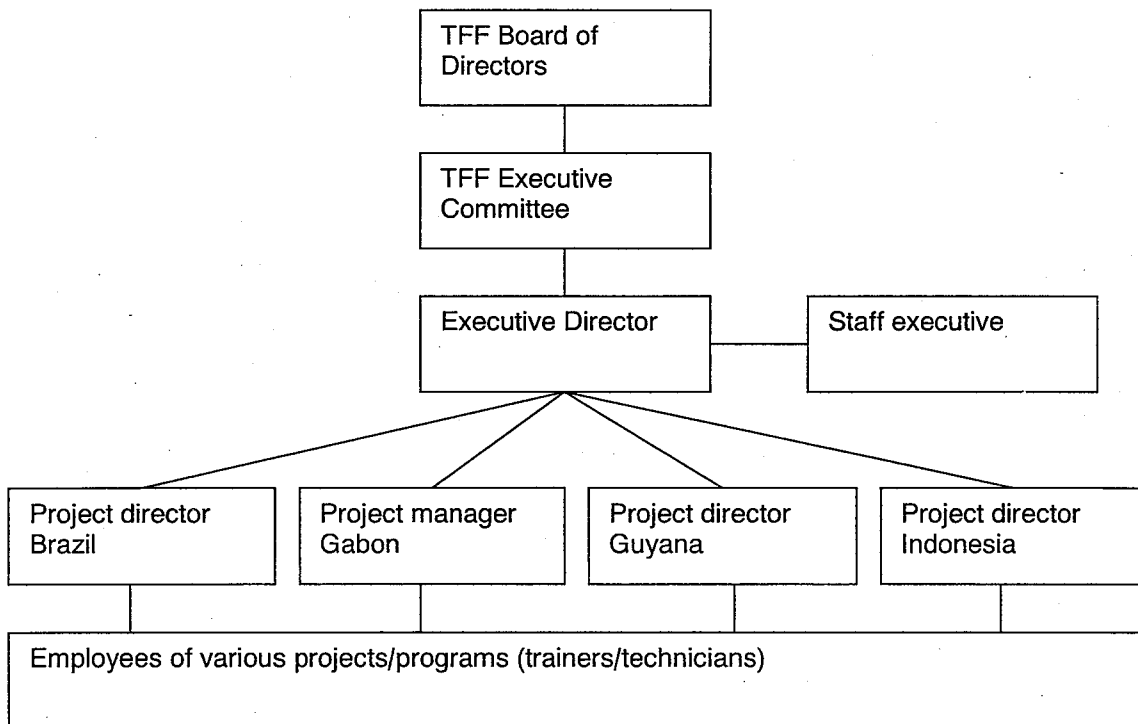 TFF Board of
Directors
TFF Executive
Committee
Executive Director
Staff executive
Project director
Brazil
Project manager
Gabon
Project director
Guyana
Project director
Indonesia
Employees of various projects/programs (trainers/technicians)